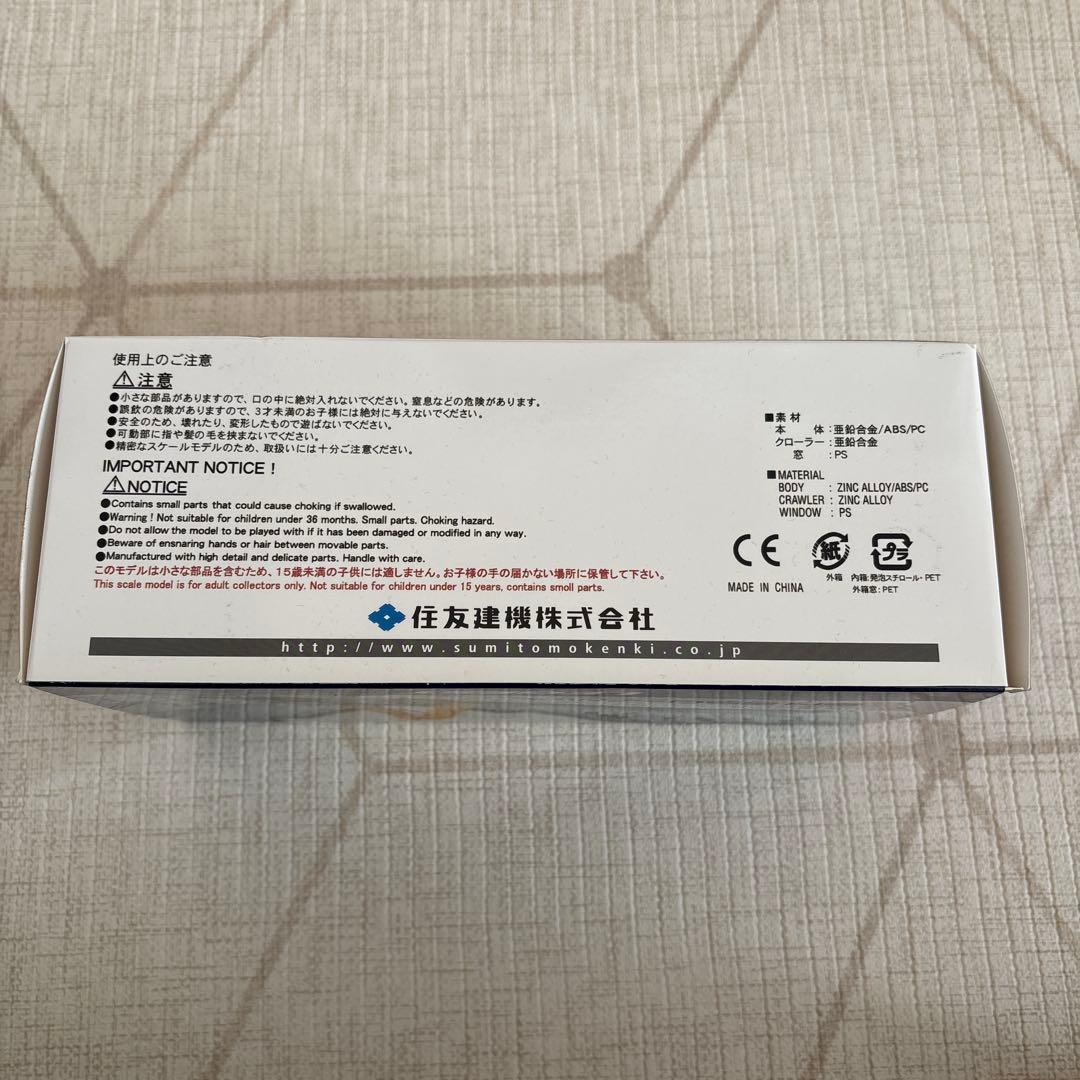 使用上のご注意
⚠注意
●小さな部品がありますので、口の中に絶対入れないでください。窒息などの危険があります。
●誤飲の危険がありますので、3才未満のお子様には絶対に与えないでください。
●安全のため、壊れたり、変形したもので遊ばないでください。
●可動部に指や髪の毛を挟まないでください。
●精密なスケールモデルのため、取扱いには十分ご注意ください。
IMPORTANT NOTICE !
⚠NOTICE
●Contains small parts that could cause choking if swallowed.
●Warning ! Not suitable for children under 36 months. Small parts. Choking hazard.
●Do not allow the model to be played with if it has been damaged or modified in any way.
●Beware of ensnaring hands or hair between movable parts.
●Manufactured with high detail and delicate parts. Handle with care.
このモデルは小さな部品を含むため、15歳未満の子供には適しません。お子様の手の届かない場所に保管して下さい。
This scale model is for adult collectors only. Not suitable for children under 15 years, contains small parts.
■素材
本体:亜鉛合金/ABS/PC
クローラー:亜鉛合金
窓:PS
■MATERIAL
BODY : ZINC ALLOY/ABS/PC
CRAWLER : ZINC ALLOY
WINDOW : PS
CE
紙
プラ
外箱
内箱:発泡スチロール・PET
外箱窓:PET
MADE IN CHINA
住友建機株式会社
http://www.sumitomokenki.co.jp